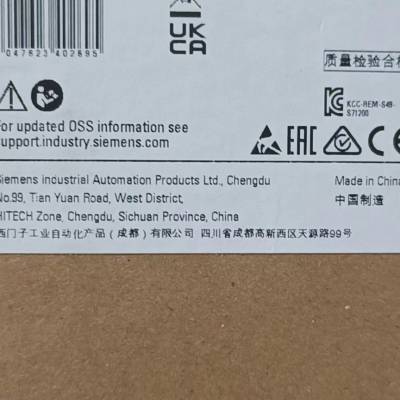 047623 402695
UK
CA
质量检验合格
KCC-REM-S49-
S71200
EAC
For updated OSS information see
support.industry.siemens.com
Siemens Industrial Automation Products Ltd., Chengdu
No.99, Tian Yuan Road, West District,
HITECH Zone, Chengdu, Sichuan Province, China
西门子工业自动化产品（成都）有限公司 四川省成都高新西区天源路99号
Made in China
中国制造